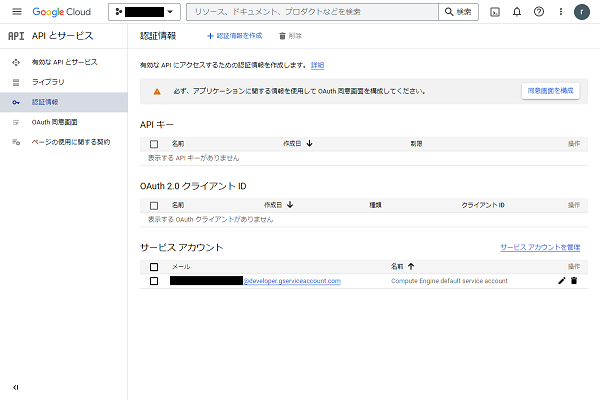 Google Cloud
リソース、ドキュメント、プロダクトなどを検索
検索
r
API APIとサービス
認証情報
+ 認証情報を作成
削除
有効な API とサービス
ライブラリ
認証情報
OAuth 同意画面
ページの使用に関する契約
有効な API にアクセスするための認証情報を作成します。 詳細
必ず、アプリケーションに関する情報を使用して OAuth 同意画面を構成してください。
同意画面を構成
API キー
名前 作成日 制限 操作
表示する API キーがありません
OAuth 2.0 クライアント ID
名前 作成日 種類 クライアント ID 操作
表示する OAuth クライアントがありません
サービス アカウント
サービス アカウントを管理
メール 名前 操作
@developer.gserviceaccount.com Compute Engine default service account